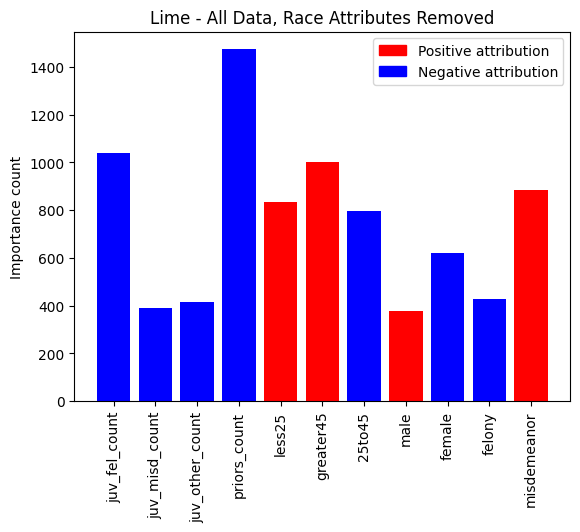 Lime - All Data, Race Attributes Removed
Positive attribution
Negative attribution
Importance count
1400
1200
1000
800
600
400
200
0
juv_fel_count
juv_misd_count
juv_other_count
priors_count
less25
greater45
25to45
male
female
felony
misdemeanor